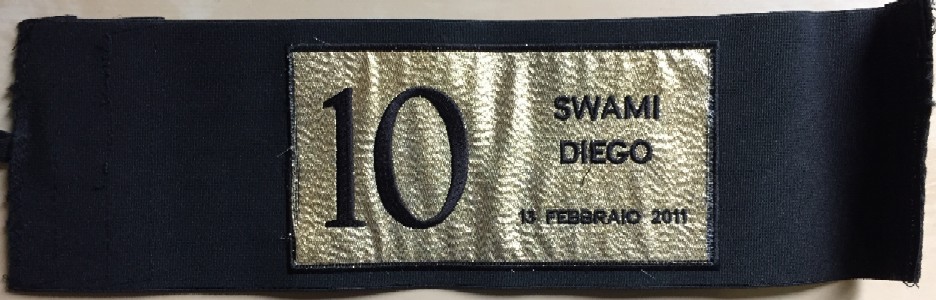 10
SWAMI
DIEGO
13 FEBBRAIO 2011